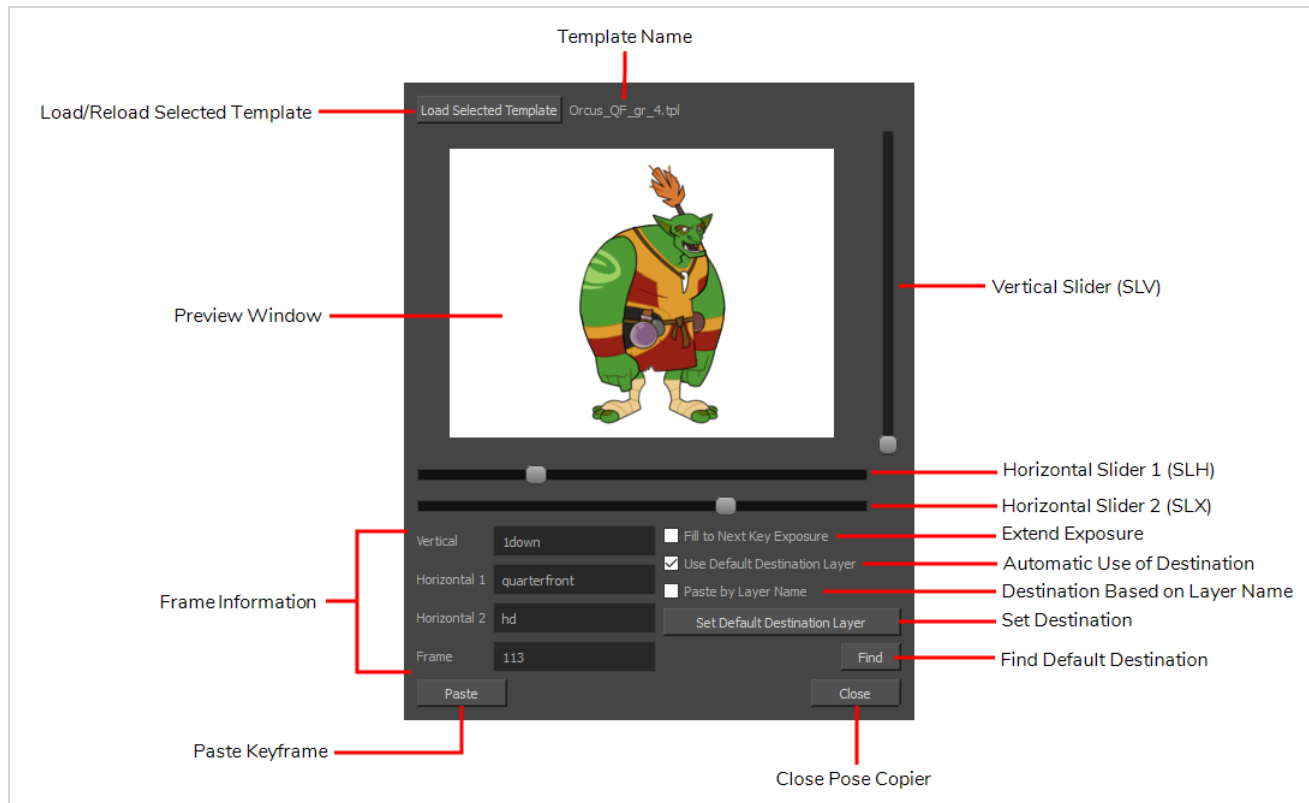 Template Name
Load/Reload Selected Template
Load Selected Template
Orcus_QF_gr_4.tpl
Preview Window
Vertical Slider (SLV)
Horizontal Slider 1 (SLH)
Horizontal Slider 2 (SLX)
Vertical
1down
Fill to Next Key Exposure
Extend Exposure
Use Default Destination Layer
Automatic Use of Destination
Horizontal 1
quarterfront
Paste by Layer Name
Destination Based on Layer Name
Frame Information
Horizontal 2
hd
Set Default Destination Layer
Set Destination
Frame
113
Find
Find Default Destination
Paste
Close
Paste Keyframe
Close Pose Copier